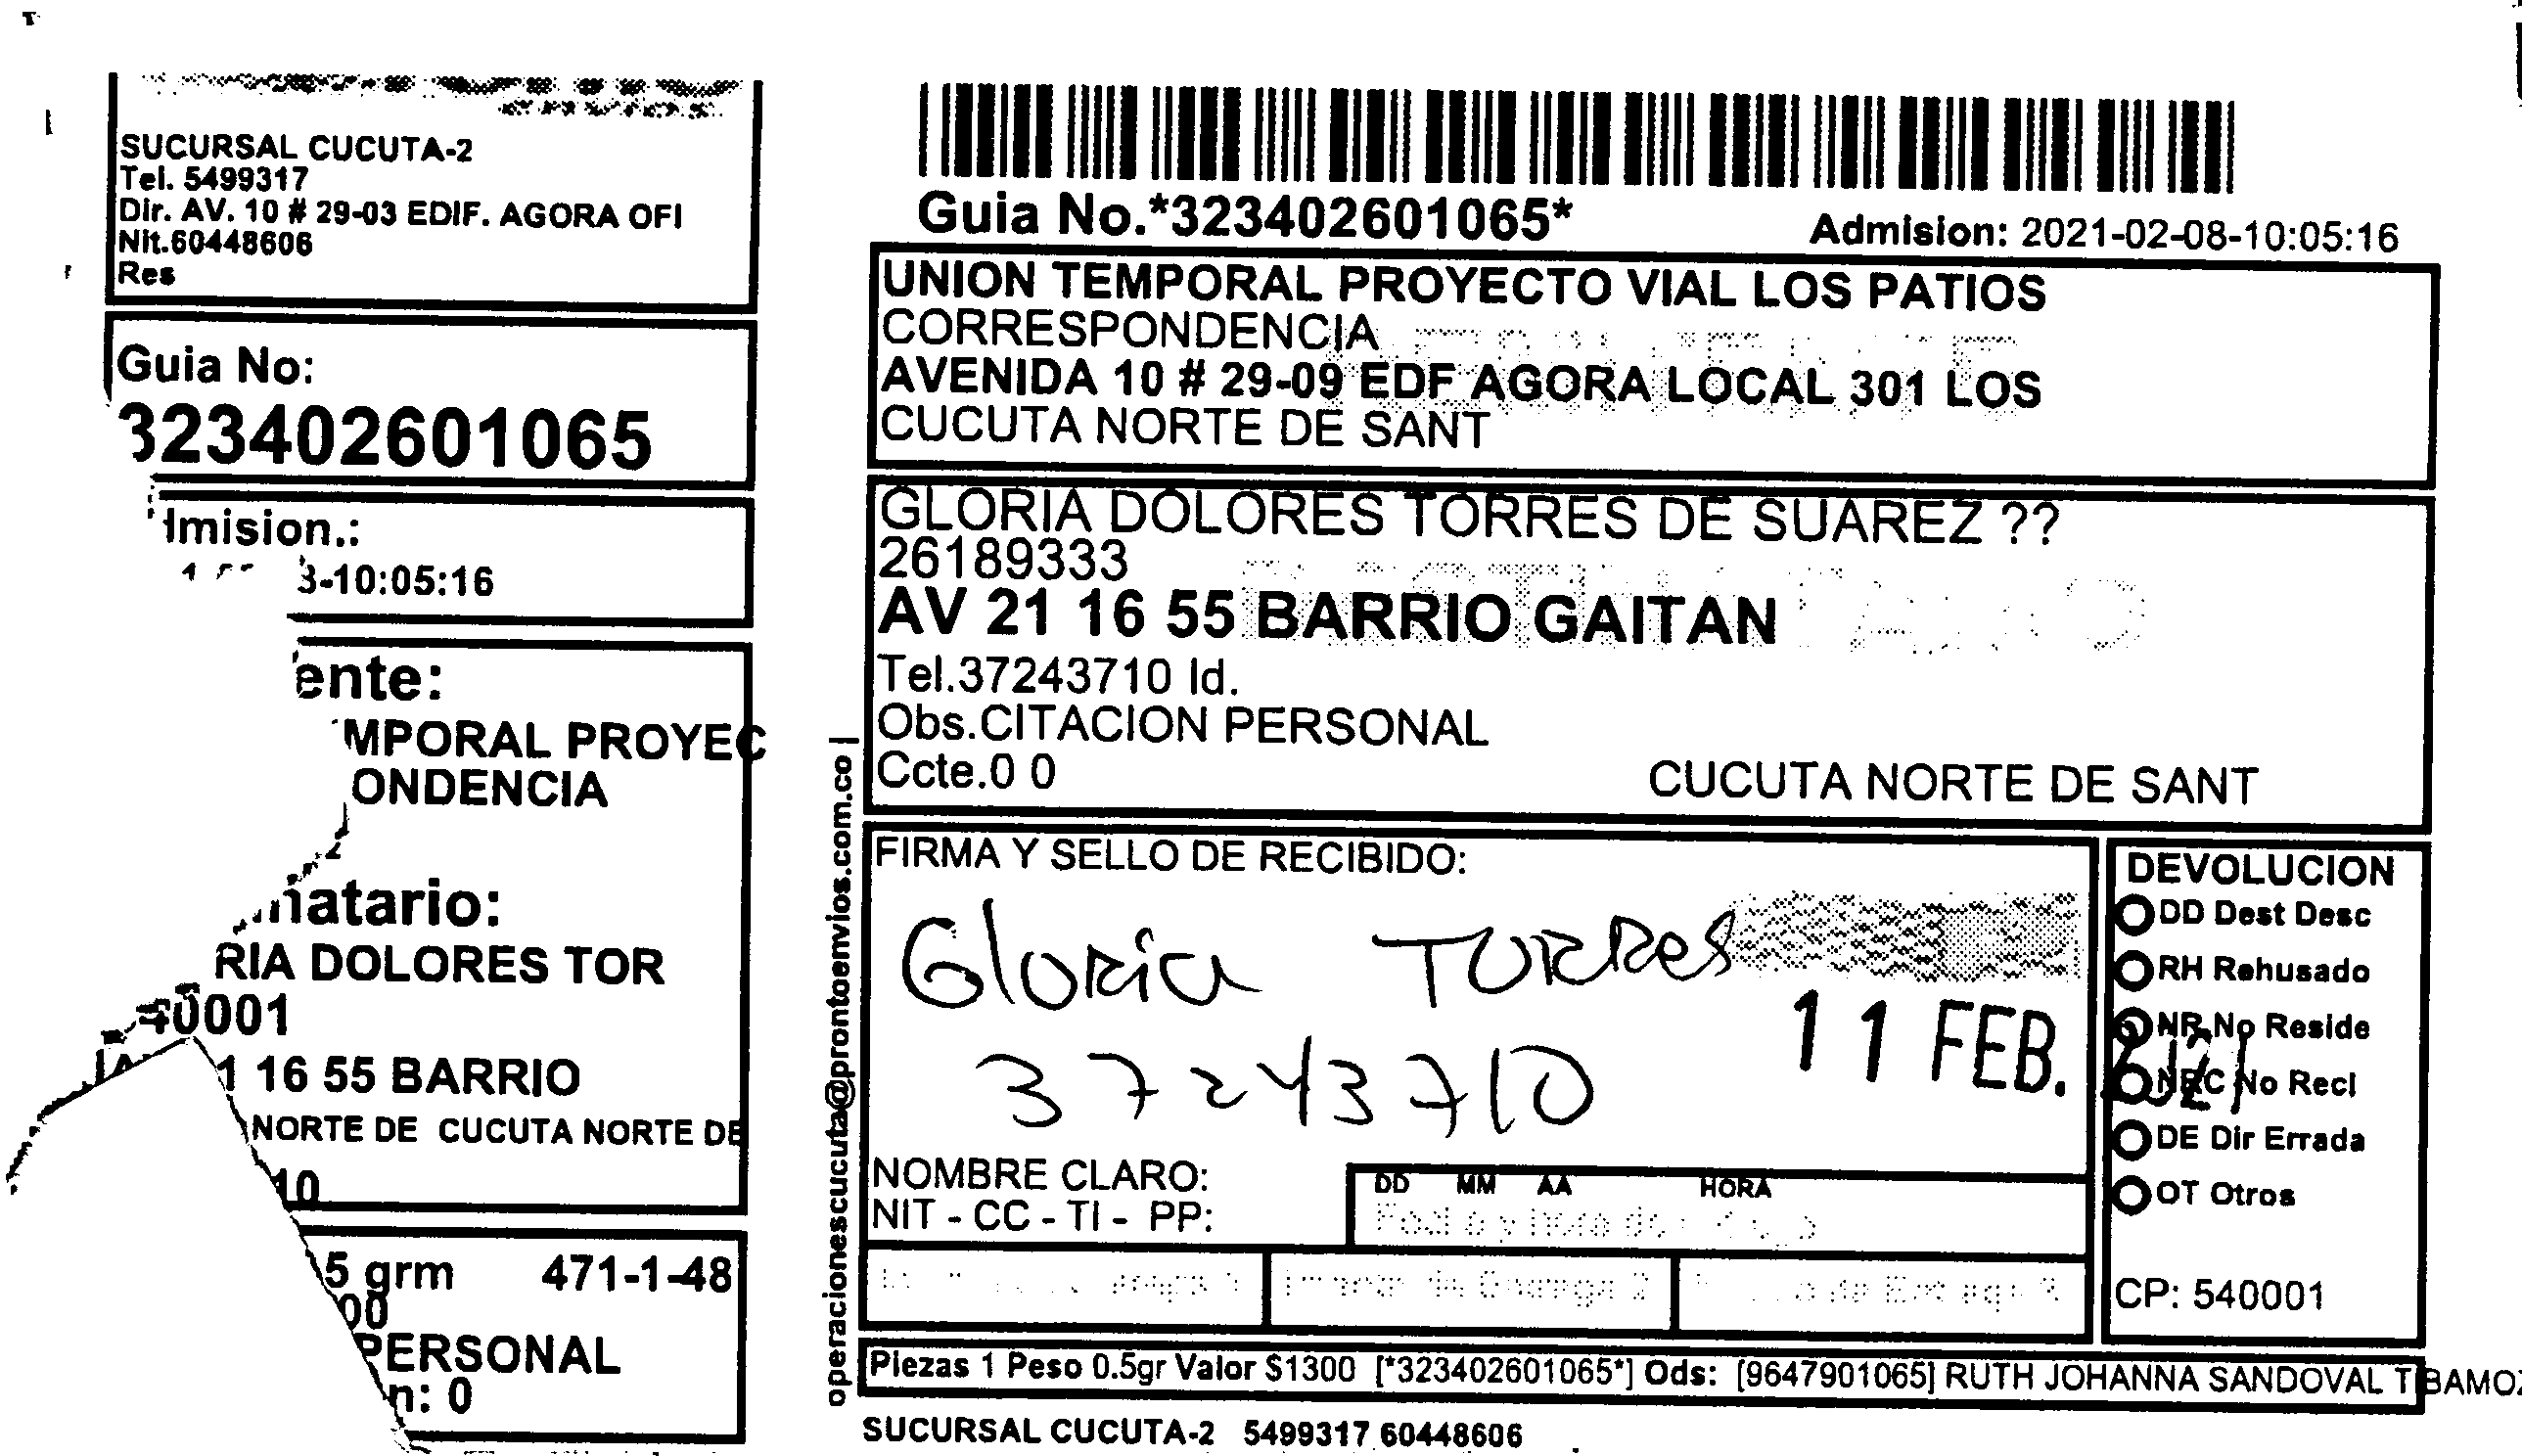 SUCURSAL CUCUTA-2
Tel. 5499317
Dir. AV. 10 # 29-03 EDIF. AGORA OFI
Nit.60448606
Res
Guia No:
323402601065
Imision.:
3-10:05:16
ente:
MPORAL PROYEC
ONDENCIA
natario:
RIA DOLORES TOR
40001
1 16 55 BARRIO
NORTE DE CUCUTA NORTE DE
10
5 grm 471-1-48
00
PERSONAL
n: 0
Guia No.*323402601065*
Admision: 2021-02-08-10:05:16
UNION TEMPORAL PROYECTO VIAL LOS PATIOS
CORRESPONDENCIA
AVENIDA 10 # 29-09 EDF AGORA LOCAL 301 LOS
CUCUTA NORTE DE SANT
GLORIA DOLORES TORRES DE SUAREZ ??
26189333
AV 21 16 55 BARRIO GAITAN
Tel.37243710 Id.
Obs.CITACION PERSONAL
Ccte.0 0
CUCUTA NORTE DE SANT
operacionescucuta@prontoenvios.com.co |
FIRMA Y SELLO DE RECIBIDO:
Gloria Torres
11 FEB. 2021
37243710
NOMBRE CLARO:
NIT - CC - TI - PP:
DD MM AA HORA
DEVOLUCION
DD Dest Desc
RH Rehusado
NR No Reside
NRC No Reci
DE Dir Errada
OT Otros
CP: 540001
Piezas 1 Peso 0.5gr Valor $1300 [*323402601065*] Ods: [9647901065] RUTH JOHANNA SANDOVAL TIBAMOZ
SUCURSAL CUCUTA-2 5499317 60448606